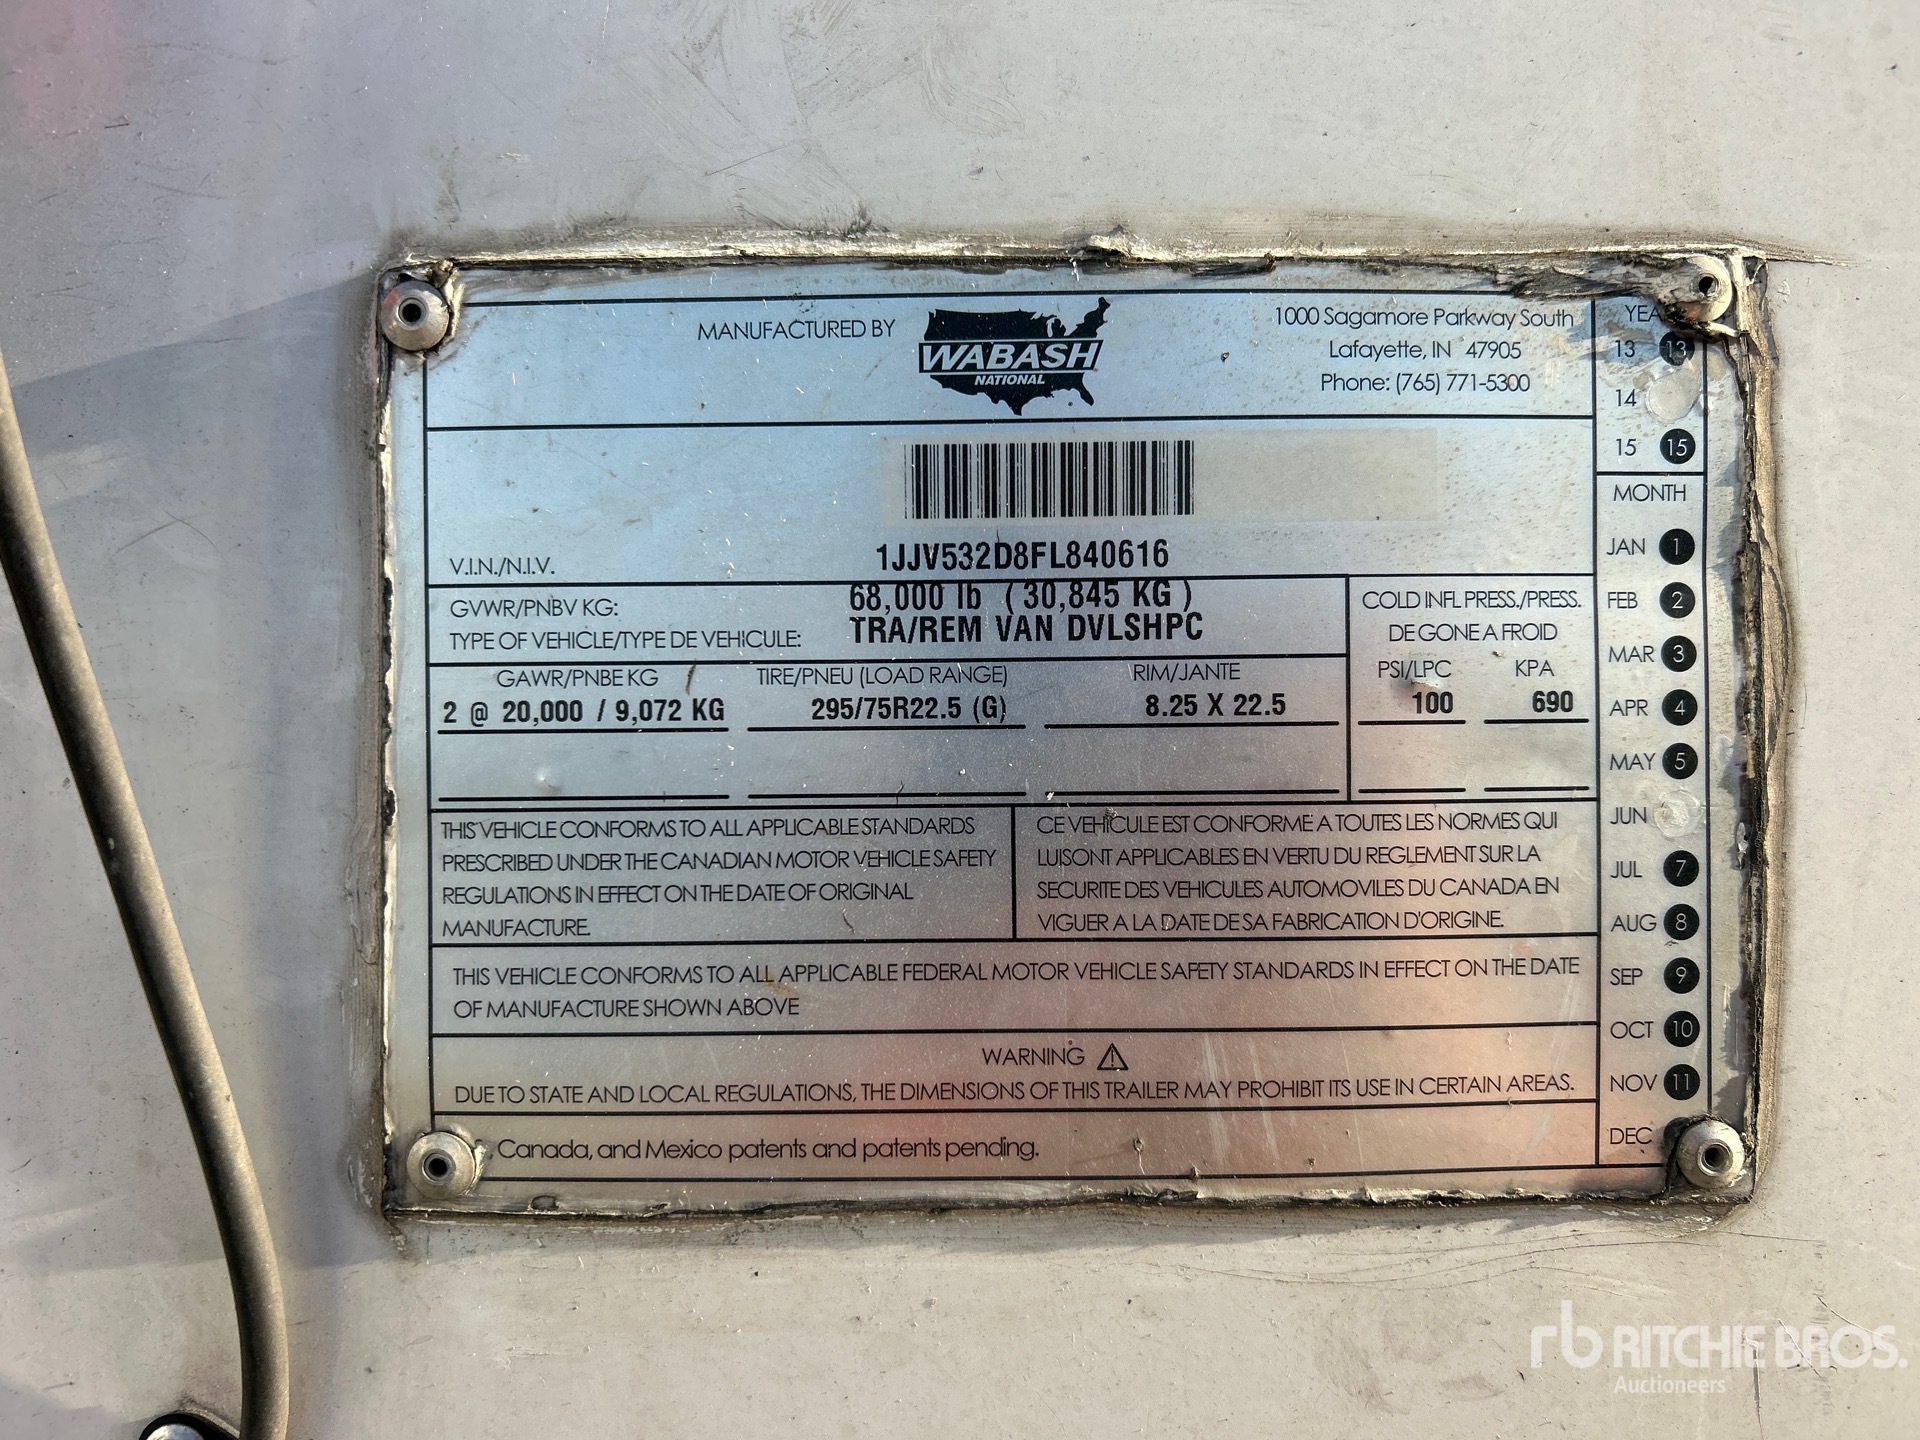 MANUFACTURED BY
WABASH
NATIONAL
1000 Sagamore Parkway South
Lafayette, IN 47905
Phone: (765) 771-5300
V.I.N./N.I.V.
1JJV532D8FL840616
GVWR/PNBV KG:
68,000 lb ( 30,845 KG )
TYPE OF VEHICLE/TYPE DE VEHICULE:
TRA/REM VAN DVLSHPC
GAWR/PNBE KG
TIRE/PNEU (LOAD RANGE)
RIM/JANTE
2 @ 20,000 / 9,072 KG
295/75R22.5 (G)
8.25 X 22.5
COLD INFL PRESS./PRESS.
DE GONE A FROID
PSI/LPC KPA
100 690
THIS VEHICLE CONFORMS TO ALL APPLICABLE STANDARDS
PRESCRIBED UNDER THE CANADIAN MOTOR VEHICLE SAFETY
REGULATIONS IN EFFECT ON THE DATE OF ORIGINAL
MANUFACTURE.
CE VEHICULE EST CONFORME A TOUTES LES NORMES QUI
LUISONT APPLICABLES EN VERTU DU REGLEMENT SUR LA
SECURITE DES VEHICULES AUTOMOVILES DU CANADA EN
VIGUER A LA DATE DE SA FABRICATION D'ORIGINE.
THIS VEHICLE CONFORMS TO ALL APPLICABLE FEDERAL MOTOR VEHICLE SAFETY STANDARDS IN EFFECT ON THE DATE
OF MANUFACTURE SHOWN ABOVE
WARNING
DUE TO STATE AND LOCAL REGULATIONS, THE DIMENSIONS OF THIS TRAILER MAY PROHIBIT ITS USE IN CERTAIN AREAS.
Canada, and Mexico patents and patents pending.
YEA
13 13
14
15 15
MONTH
JAN 1
FEB 2
MAR 3
APR 4
MAY 5
JUN
JUL 7
AUG 8
SEP 9
OCT 10
NOV 11
DEC
rb RITCHIE BROS.
Auctioneers